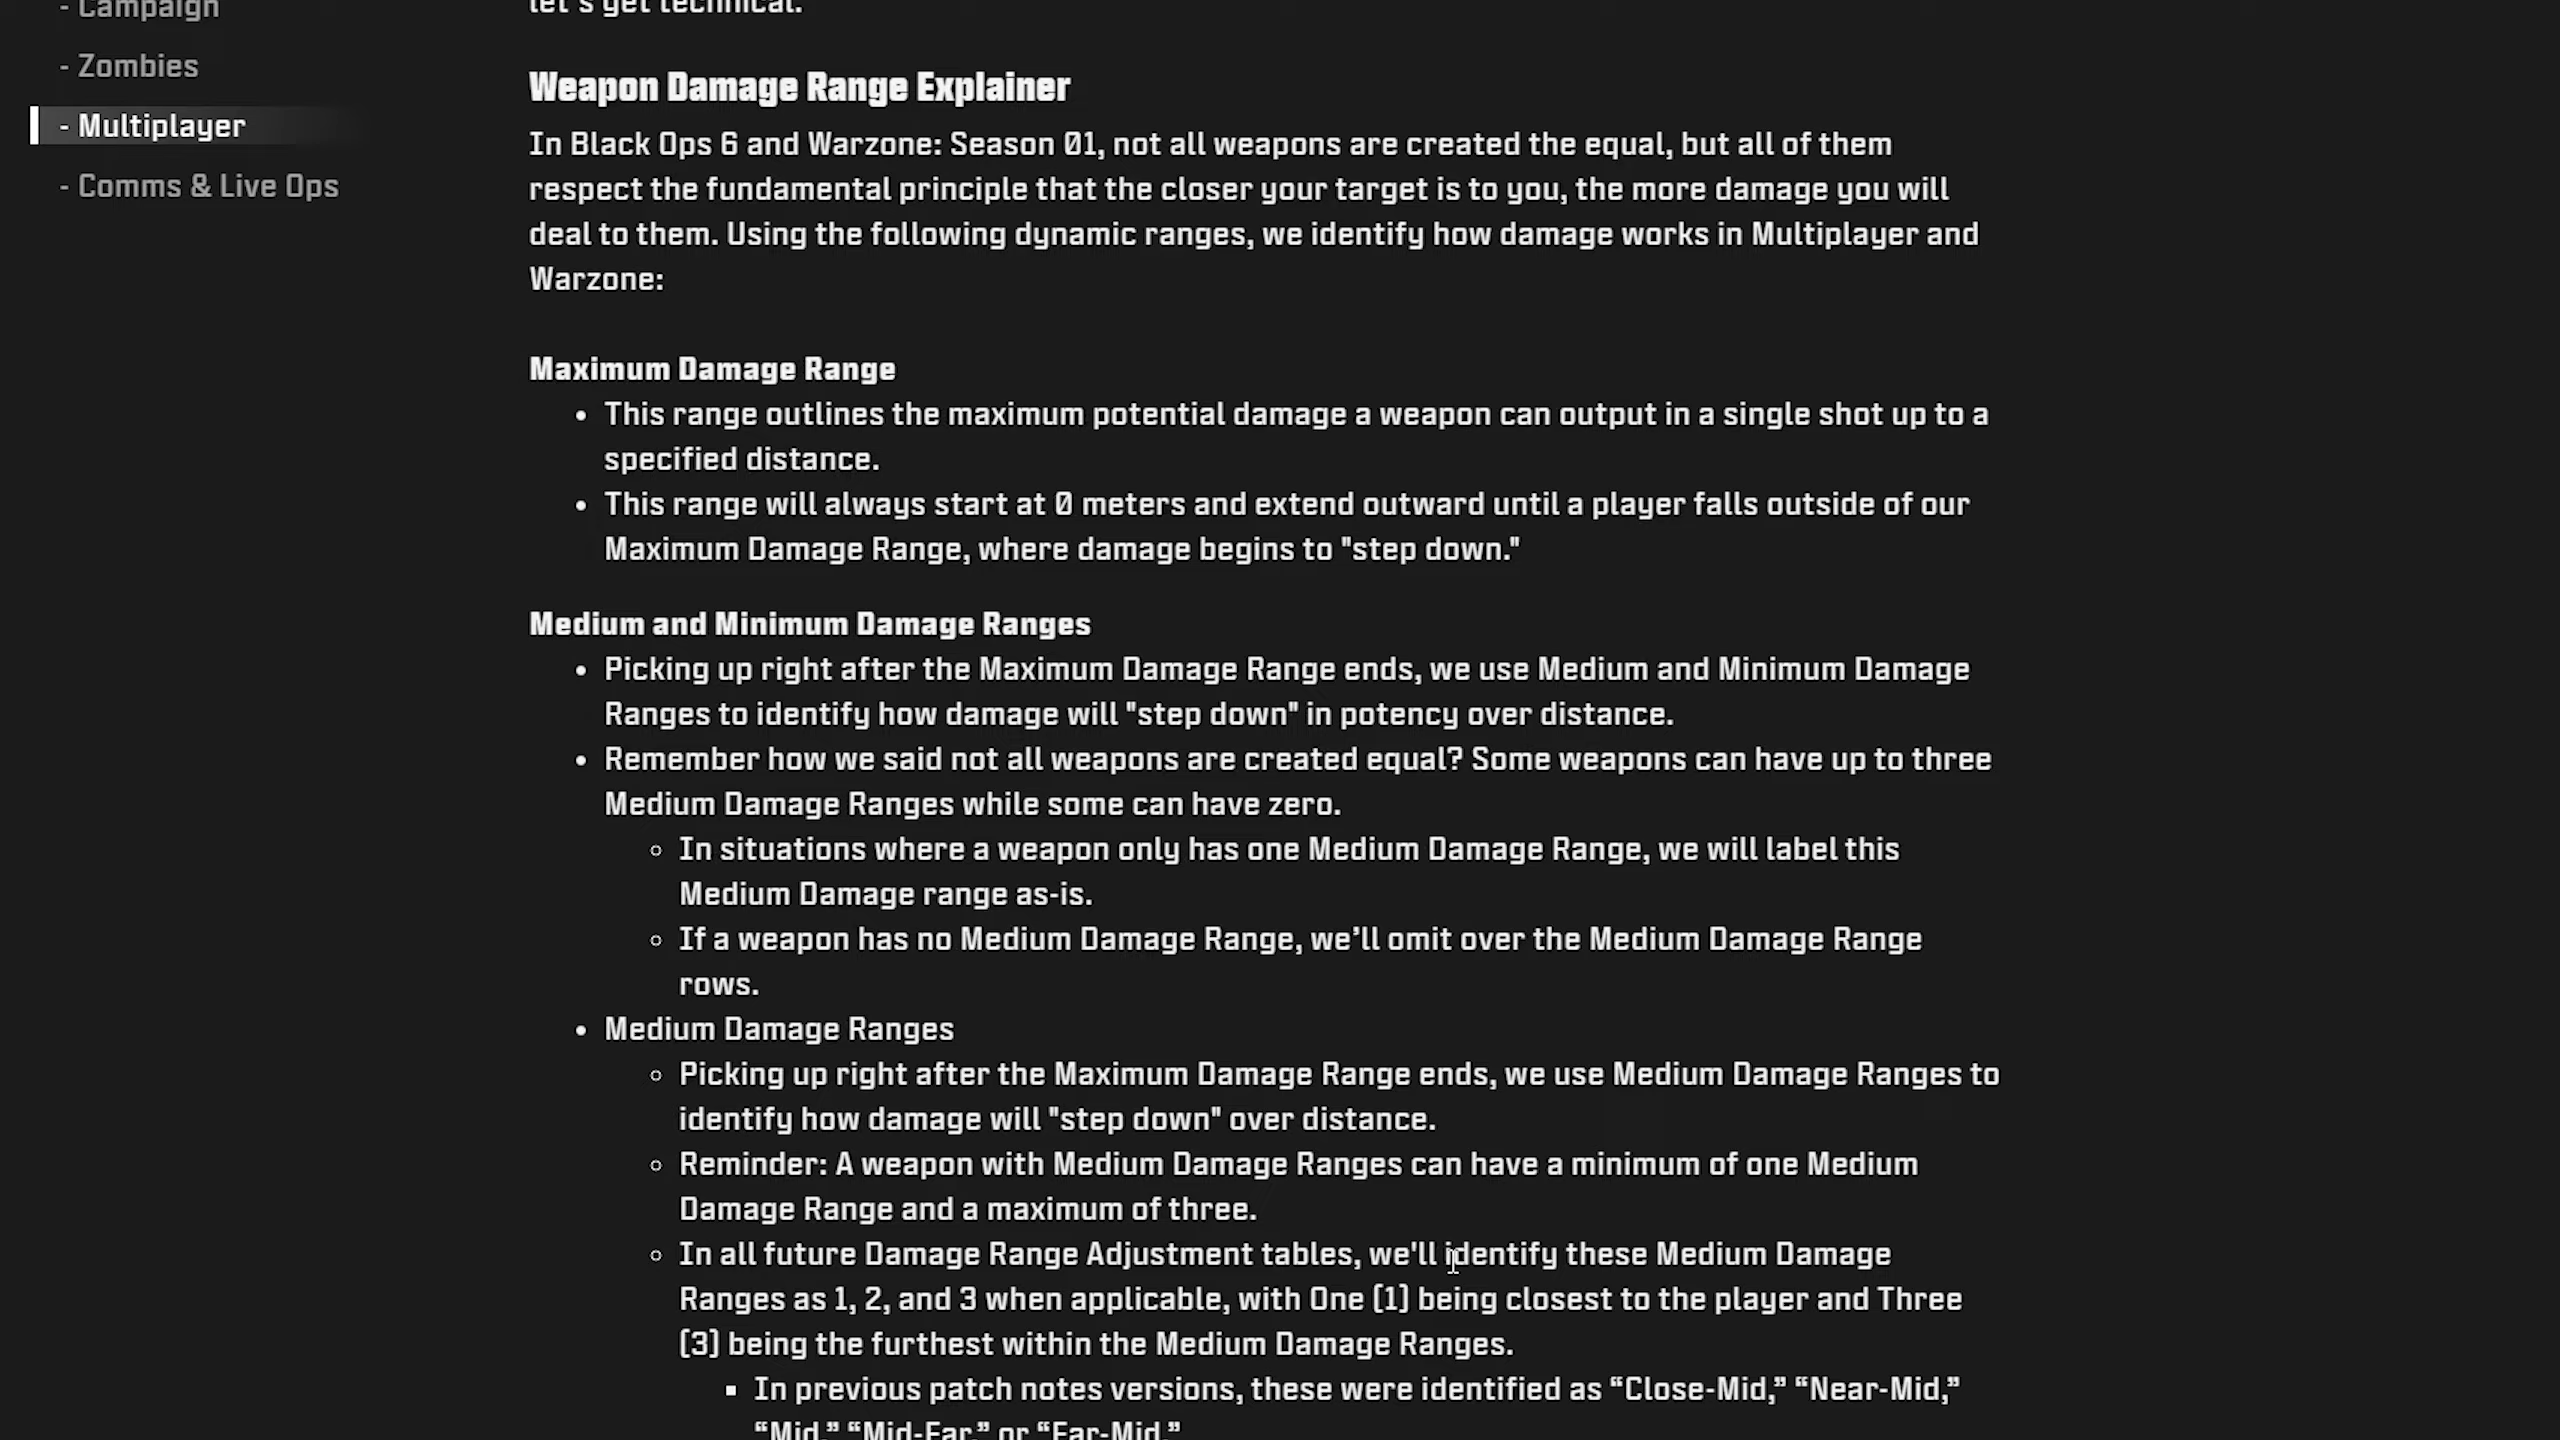 - Campaign
- Zombies
- Multiplayer
- Comms & Live Ops
let's get technical.
Weapon Damage Range Explainer
In Black Ops 6 and Warzone: Season 01, not all weapons are created the equal, but all of them
respect the fundamental principle that the closer your target is to you, the more damage you will
deal to them. Using the following dynamic ranges, we identify how damage works in Multiplayer and
Warzone:
Maximum Damage Range
• This range outlines the maximum potential damage a weapon can output in a single shot up to a
specified distance.
• This range will always start at 0 meters and extend outward until a player falls outside of our
Maximum Damage Range, where damage begins to "step down."
Medium and Minimum Damage Ranges
• Picking up right after the Maximum Damage Range ends, we use Medium and Minimum Damage
Ranges to identify how damage will "step down" in potency over distance.
• Remember how we said not all weapons are created equal? Some weapons can have up to three
Medium Damage Ranges while some can have zero.
◦ In situations where a weapon only has one Medium Damage Range, we will label this
Medium Damage range as-is.
◦ If a weapon has no Medium Damage Range, we’ll omit over the Medium Damage Range
rows.
• Medium Damage Ranges
◦ Picking up right after the Maximum Damage Range ends, we use Medium Damage Ranges to
identify how damage will "step down" over distance.
◦ Reminder: A weapon with Medium Damage Ranges can have a minimum of one Medium
Damage Range and a maximum of three.
◦ In all future Damage Range Adjustment tables, we'll identify these Medium Damage
Ranges as 1, 2, and 3 when applicable, with One (1) being closest to the player and Three
(3) being the furthest within the Medium Damage Ranges.
▪ In previous patch notes versions, these were identified as “Close-Mid,” “Near-Mid,”
“Mid,” “Mid-Far,” or “Far-Mid.”